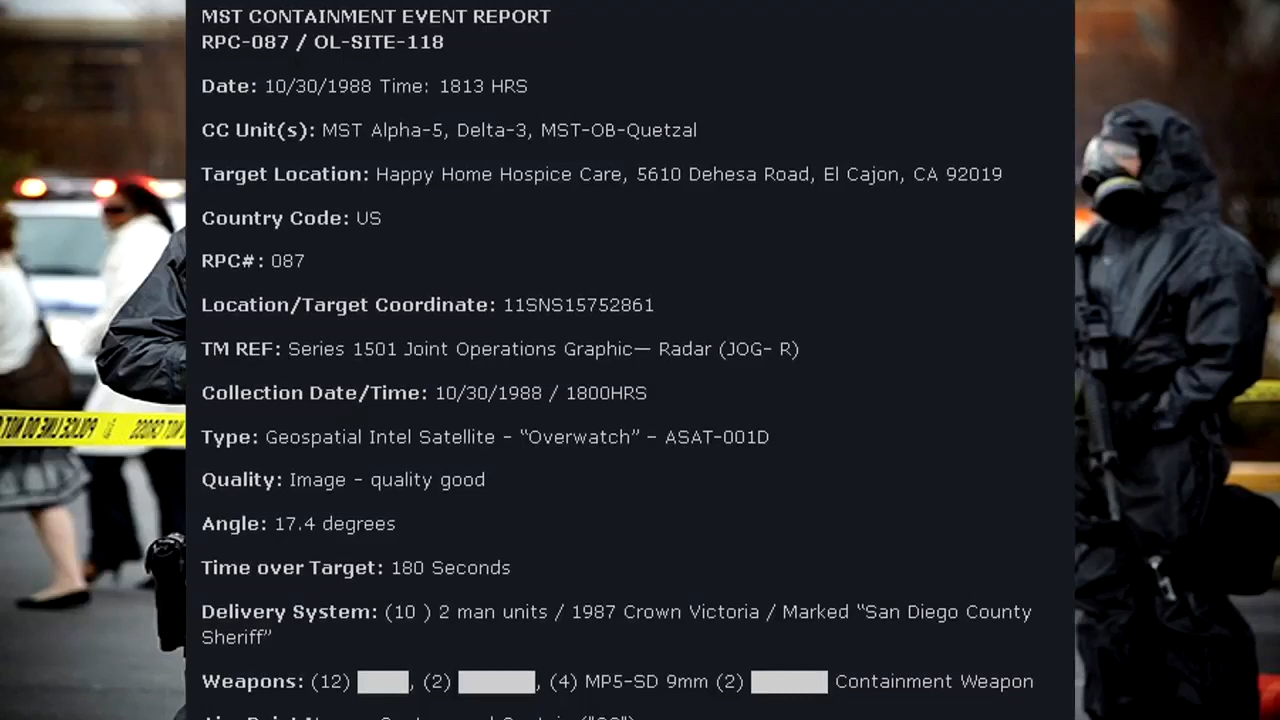 MST CONTAINMENT EVENT REPORT
RPC-087 / OL-SITE-118
Date: 10/30/1988 Time: 1813 HRS
CC Unit(s): MST Alpha-5, Delta-3, MST-OB-Quetzal
Target Location: Happy Home Hospice Care, 5610 Dehesa Road, El Cajon, CA 92019
Country Code: US
RPC#: 087
Location/Target Coordinate: 11SNS15752861
TM REF: Series 1501 Joint Operations Graphic— Radar (JOG- R)
Collection Date/Time: 10/30/1988 / 1800HRS
Type: Geospatial Intel Satellite - “Overwatch” - ASAT-001D
Quality: Image - quality good
Angle: 17.4 degrees
Time over Target: 180 Seconds
Delivery System: (10 ) 2 man units / 1987 Crown Victoria / Marked “San Diego County
Sheriff”
Weapons: (12) , (2) , (4) MP5-SD 9mm (2) Containment Weapon